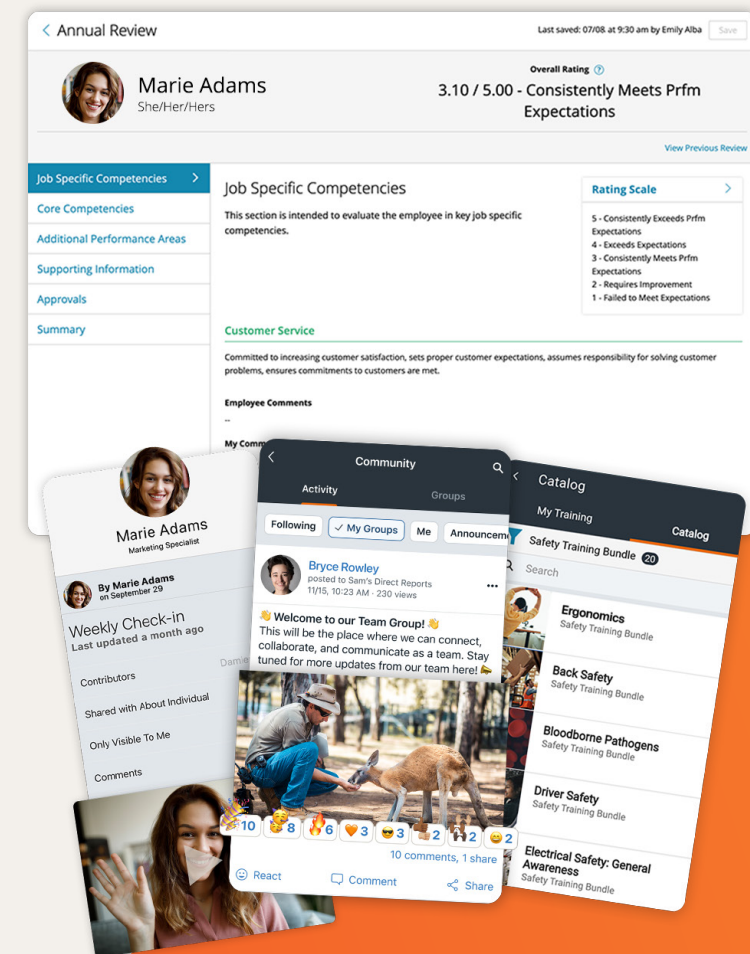 Annual Review
Last saved: 07/08 at 9:30 am by Emily Alba
Save
Marie Adams
She/Her/Hers
Overall Rating
3.10 / 5.00 - Consistently Meets Prfm
Expectations
View Previous Review
Job Specific Competencies
Core Competencies
Additional Performance Areas
Supporting Information
Approvals
Summary
Job Specific Competencies
This section is intended to evaluate the employee in key job specific
competencies.
Rating Scale
5 - Consistently Exceeds Prfm
Expectations
4 - Exceeds Expectations
3 - Consistently Meets Prfm
Expectations
2 - Requires Improvement
1 - Failed to Meet Expectations
Customer Service
Committed to increasing customer satisfaction, sets proper customer expectations, assumes responsibility for solving customer
problems, ensures commitments to customers are met.
Employee Comments
--
My Comm
Marie Adams
Marketing Specialist
By Marie Adams
on September 29
Weekly Check-in
Last updated a month ago
Contributors
Damie
Shared with About Individual
Only Visible To Me
Comments
Community
Activity
Groups
Following
✓ My Groups
Me
Announcem
Bryce Rowley
posted to Sam's Direct Reports
11/15, 10:23 AM · 230 views
👋 Welcome to our Team Group! 👋
This will be the place where we can connect,
collaborate, and communicate as a team. Stay
tuned for more updates from our team here!
10
8
6
3
3
2
2
2
10 comments, 1 share
React
Comment
Share
Catalog
My Training
Catalog
Safety Training Bundle 20
Search
Ergonomics
Safety Training Bundle
Back Safety
Safety Training Bundle
Bloodborne Pathogens
Safety Training Bundle
Driver Safety
Safety Training Bundle
Electrical Safety: General
Awareness
Safety Training Bundle